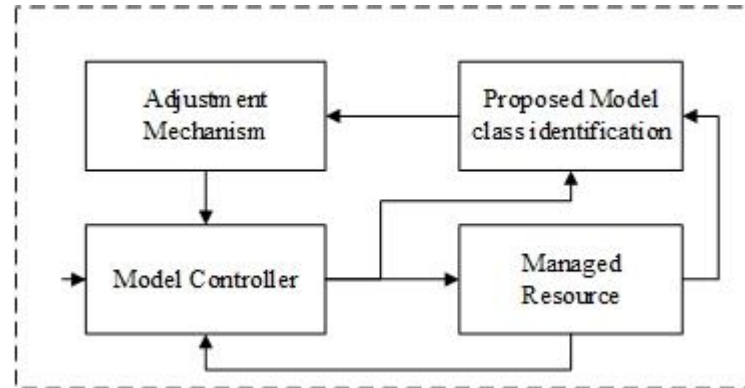 Adjustment
Mechanism
Proposed Model
class identification
Model Controller
Managed
Resource